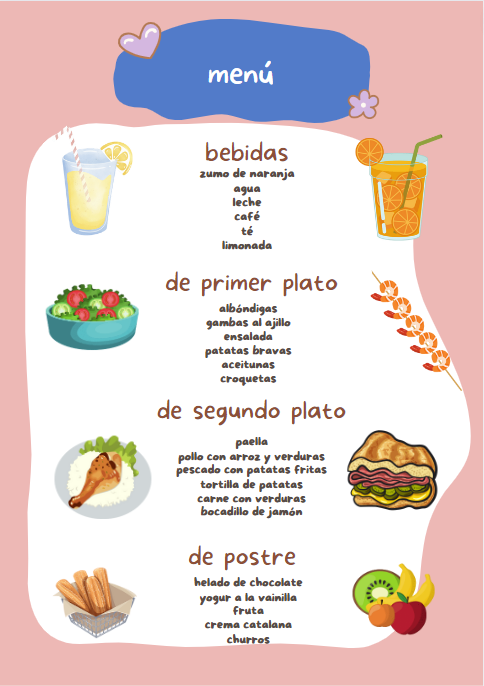 menú
bebidas
zumo de naranja
agua
leche
café
té
limonada
de primer plato
albóndigas
gambas al ajillo
ensalada
patatas bravas
aceitunas
croquetas
de segundo plato
paella
pollo con arroz y verduras
pescado con patatas fritas
tortilla de patatas
carne con verduras
bocadillo de jamón
de postre
helado de chocolate
yogur a la vainilla
fruta
crema catalana
churros